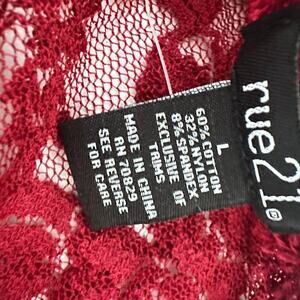 L
60% COTTON
32% NYLON
8% SPANDEX
EXCLUSIVE OF
TRIMS
MADE IN CHINA
RN 70829
SEE REVERSE
FOR CARE
rue21